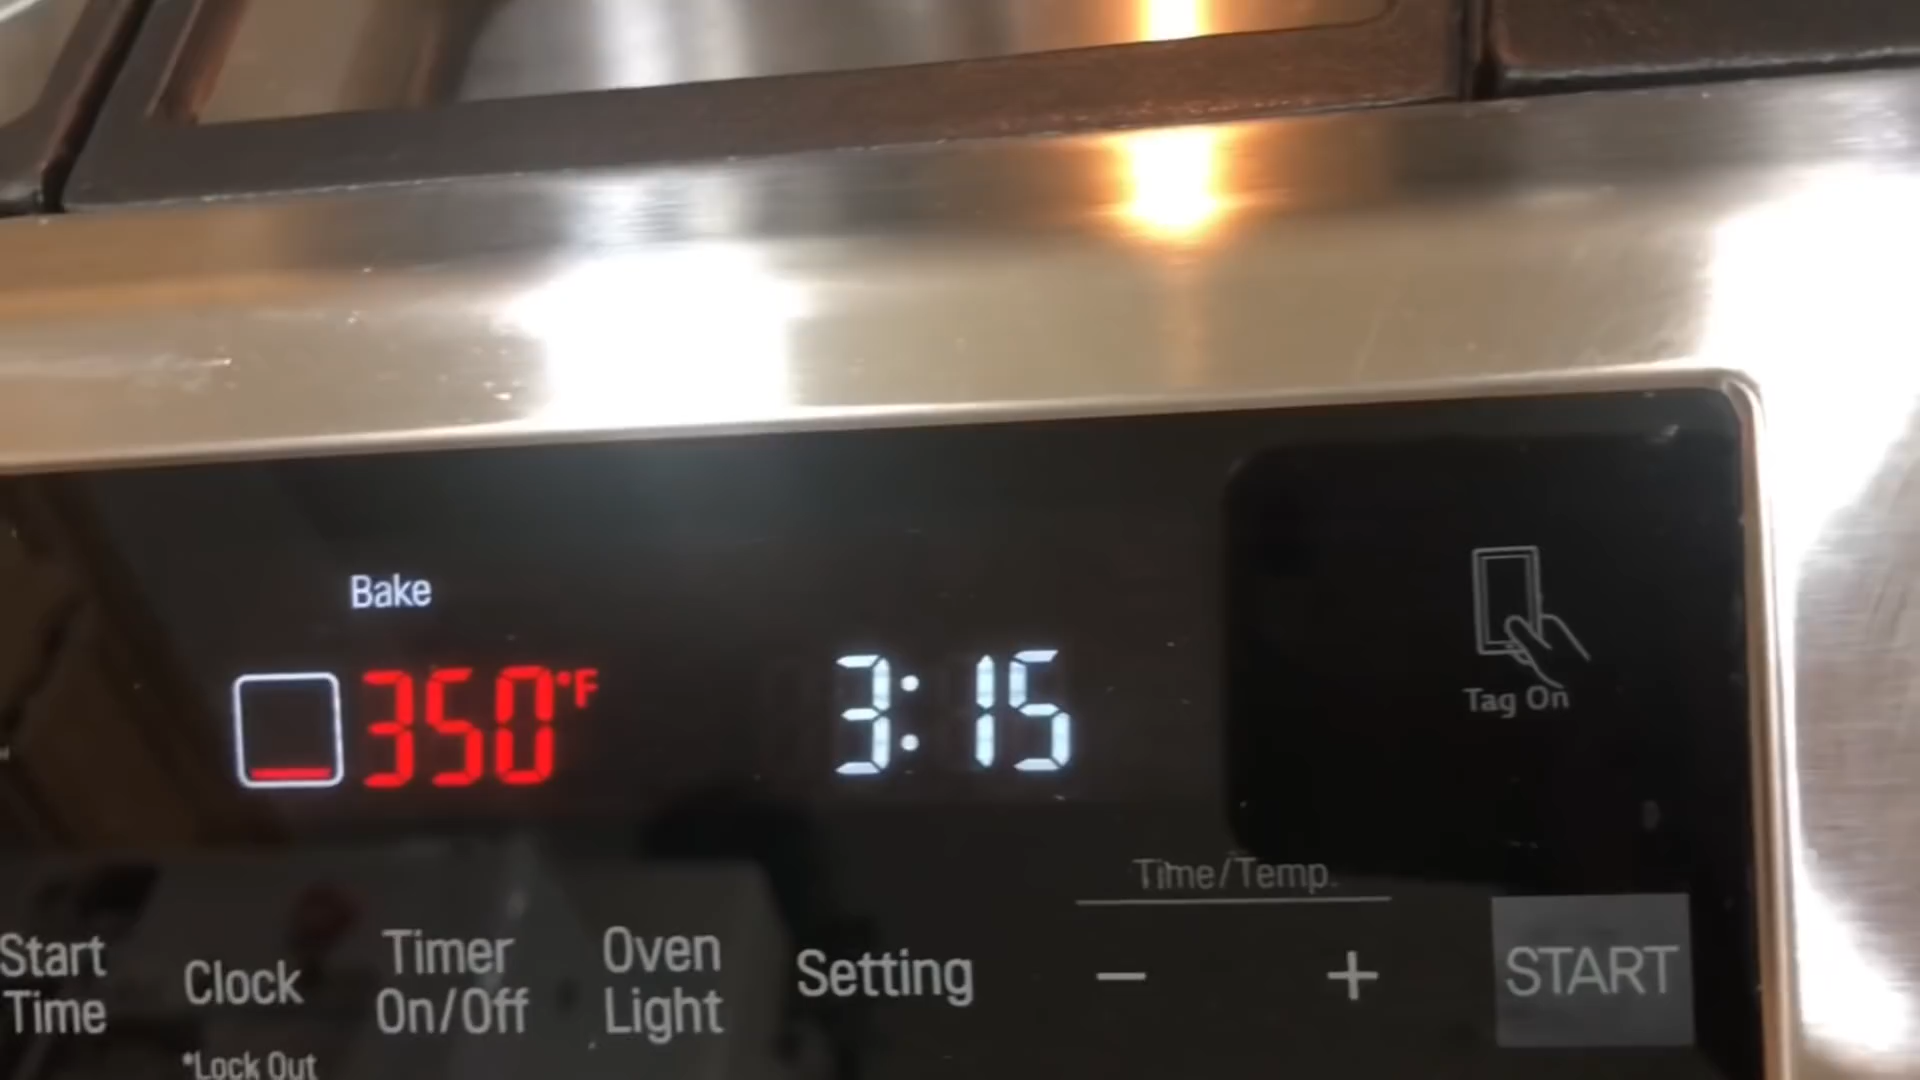 Bake
350°F
3:15
Tag On
Time/Temp.
Start
Time
Clock
*Lock Out
Timer
On/Off
Oven
Light
Setting
− +
START